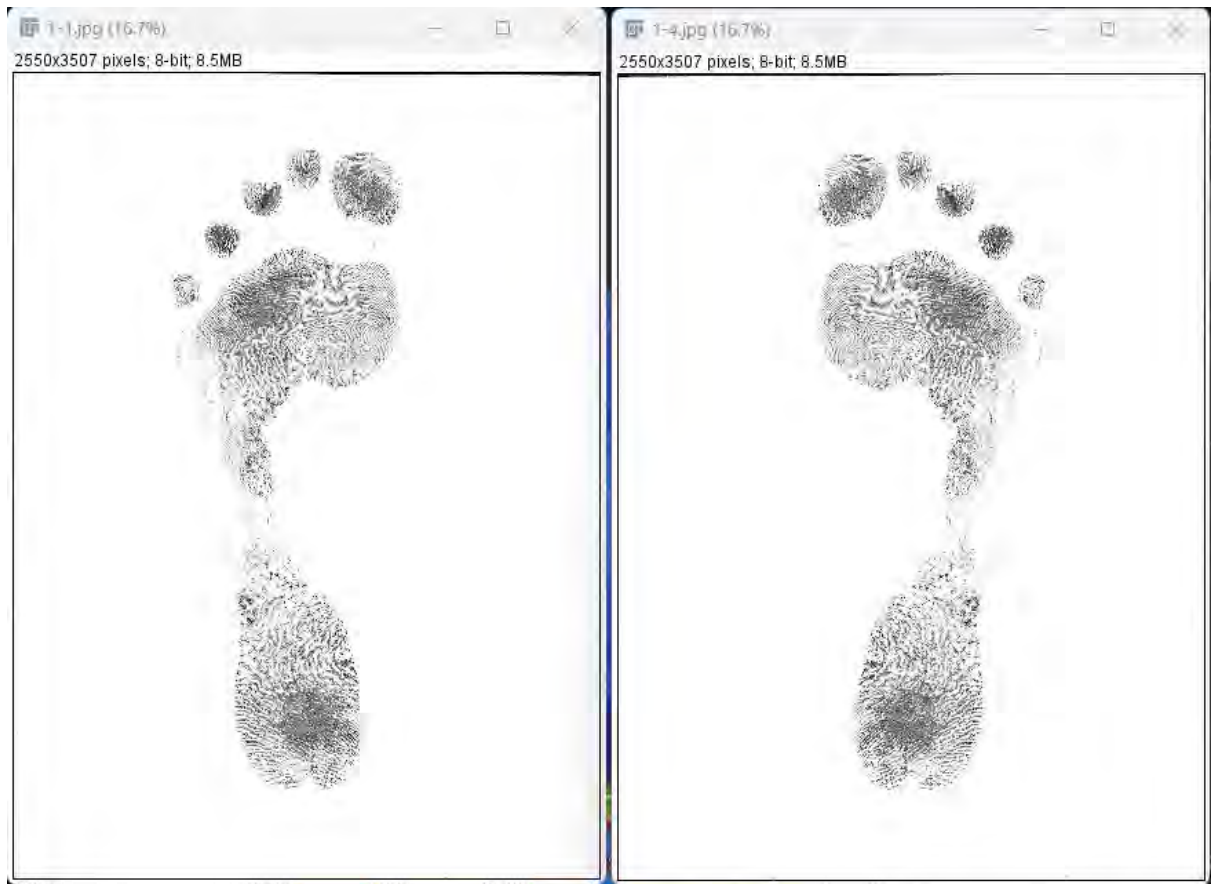 1-1.jpg (16.7%)
2550x3507 pixels; 8-bit; 8.5MB
1-4.jpg (16.7%)
2550x3507 pixels; 8-bit; 8.5MB